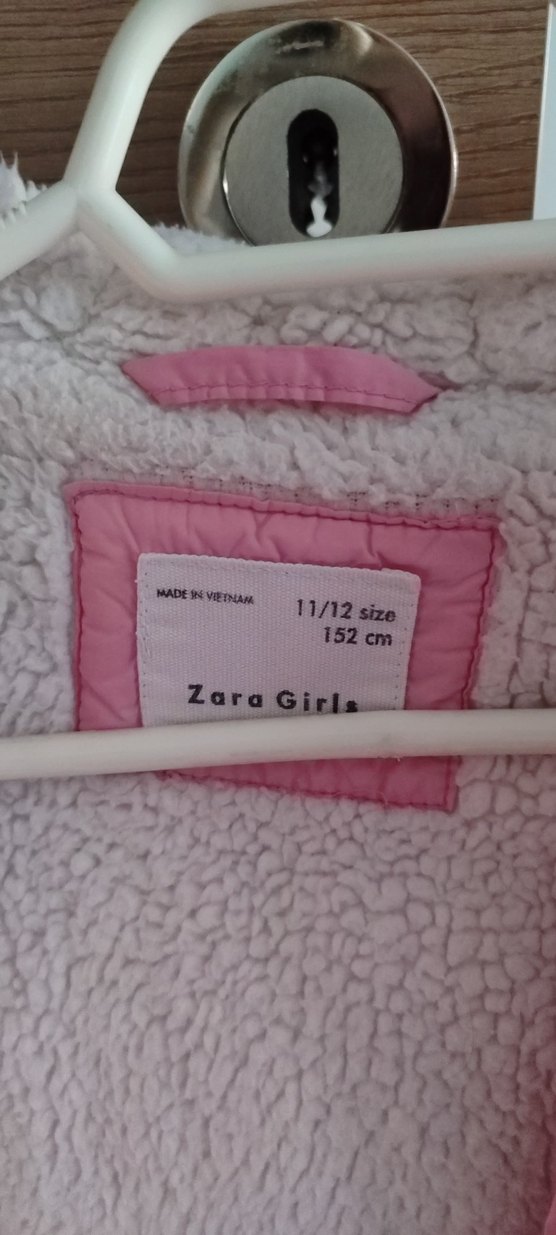 MADE IN VIETNAM
11/12 size
152 cm
Zara Girls